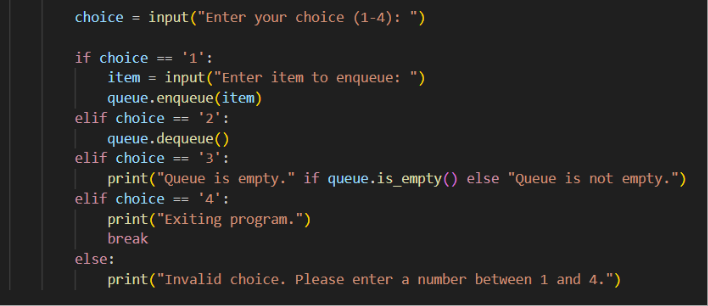 choice = input("Enter your choice (1-4): ")
if choice == '1':
item = input("Enter item to enqueue: ")
queue.enqueue(item)
elif choice == '2':
queue.dequeue()
elif choice == '3':
print("Queue is empty." if queue.is_empty() else "Queue is not empty.")
elif choice == '4':
print("Exiting program.")
break
else:
print("Invalid choice. Please enter a number between 1 and 4.")